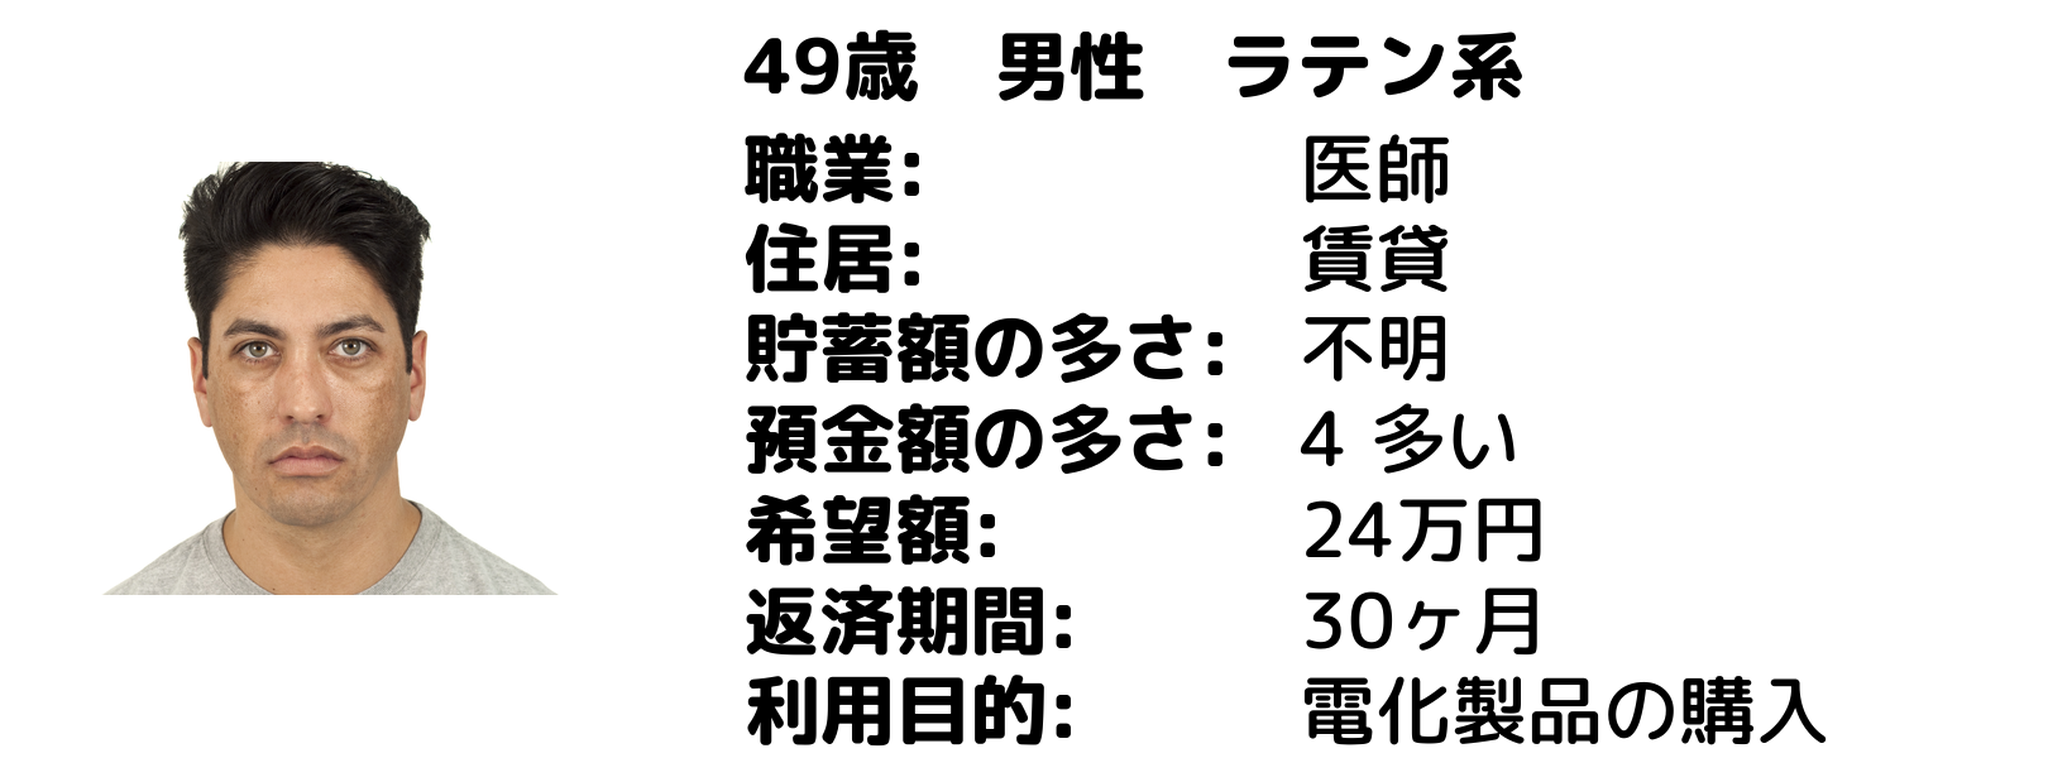 49歳　男性　ラテン系
職業: 医師
住居: 賃貸
貯蓄額の多さ: 不明
預金額の多さ: 4 多い
希望額: 24万円
返済期間: 30ヶ月
利用目的: 電化製品の購入